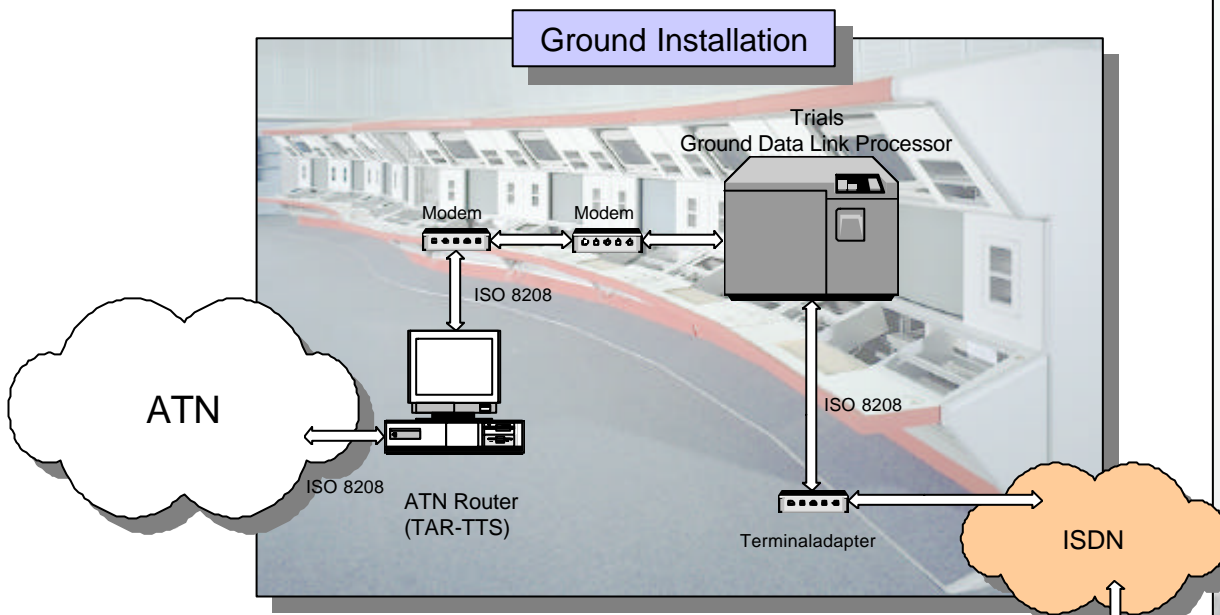 Ground Installation
Trials
Ground Data Link Processor
Modem
Modem
ISO 8208
ATN
ISO 8208
ISO 8208
ATN Router
(TAR-TTS)
Terminaladapter
ISDN